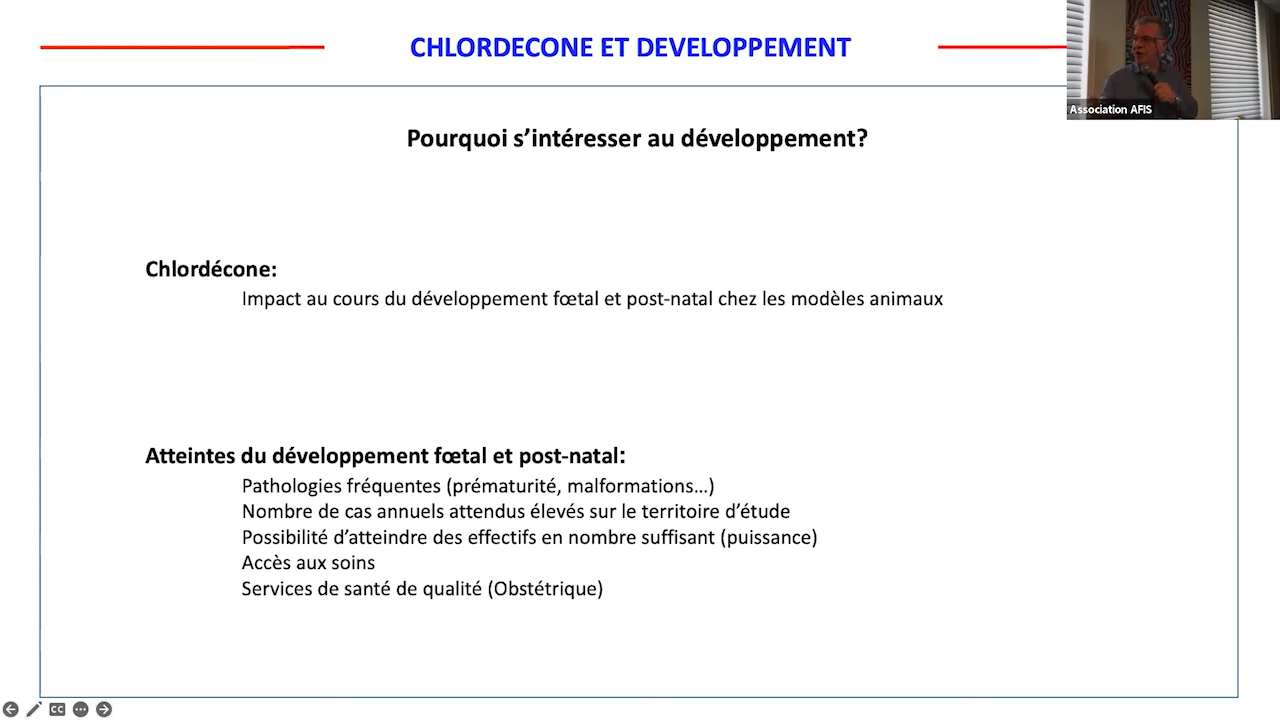 CHLORDECONE ET DEVELOPPEMENT
Association AFIS
Pourquoi s'intéresser au développement?
Chlordécone:
Impact au cours du développement fœtal et post-natal chez les modèles animaux
Atteintes du développement fœtal et post-natal:
Pathologies fréquentes (prématurité, malformations...)
Nombre de cas annuels attendus élevés sur le territoire d'étude
Possibilité d'atteindre des effectifs en nombre suffisant (puissance)
Accès aux soins
Services de santé de qualité (Obstétrique)
CC